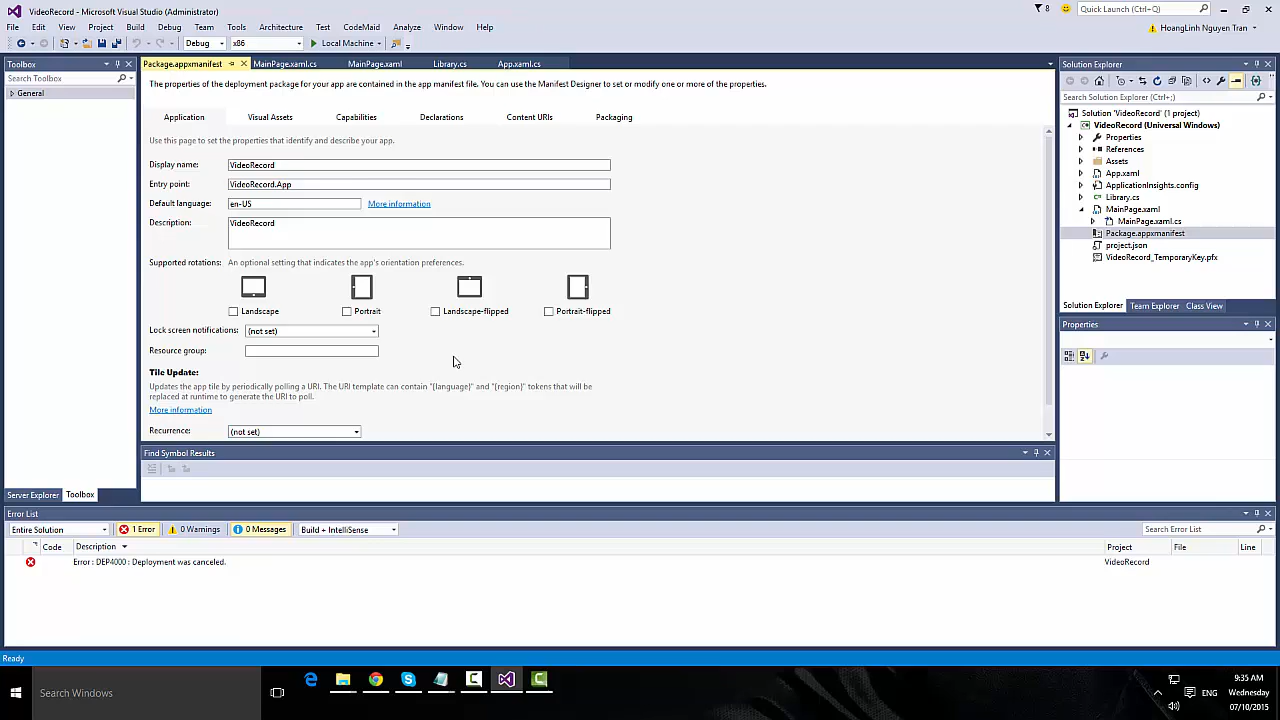 VideoRecord - Microsoft Visual Studio (Administrator)
8
Quick Launch (Ctrl+Q)
File Edit View Project Build Debug Team Tools Architecture Test CodeMaid Analyze Window Help
HoangLinh Nguyen Tran
Debug x86 Local Machine
Toolbox
Search Toolbox
General
Server Explorer Toolbox
Package.appxmanifest MainPage.xaml.cs MainPage.xaml Library.cs App.xaml.cs
The properties of the deployment package for your app are contained in the app manifest file. You can use the Manifest Designer to set or modify one or more of the properties.
Application Visual Assets Capabilities Declarations Content URIs Packaging
Use this page to set the properties that identify and describe your app.
Display name: VideoRecord
Entry point: VideoRecord.App
Default language: en-US More information
Description: VideoRecord
Supported rotations: An optional setting that indicates the app's orientation preferences.
Landscape Portrait Landscape-flipped Portrait-flipped
Lock screen notifications: (not set)
Resource group:
Tile Update:
Updates the app tile by periodically polling a URI. The URI template can contain "{language}" and "{region}" tokens that will be
replaced at runtime to generate the URI to poll.
More information
Recurrence: (not set)
Find Symbol Results
Solution Explorer
Search Solution Explorer (Ctrl+;)
Solution 'VideoRecord' (1 project)
VideoRecord (Universal Windows)
Properties
References
Assets
App.xaml
ApplicationInsights.config
Library.cs
MainPage.xaml
MainPage.xaml.cs
Package.appxmanifest
project.json
VideoRecord_TemporaryKey.pfx
Solution Explorer Team Explorer Class View
Properties
Error List
Entire Solution 1 Error 0 Warnings 0 Messages Build + IntelliSense Search Error List
Code Description Project File Line
Error : DEP4000 : Deployment was canceled. VideoRecord
Ready
Search Windows
ENG
9:35 AM
Wednesday
07/10/2015